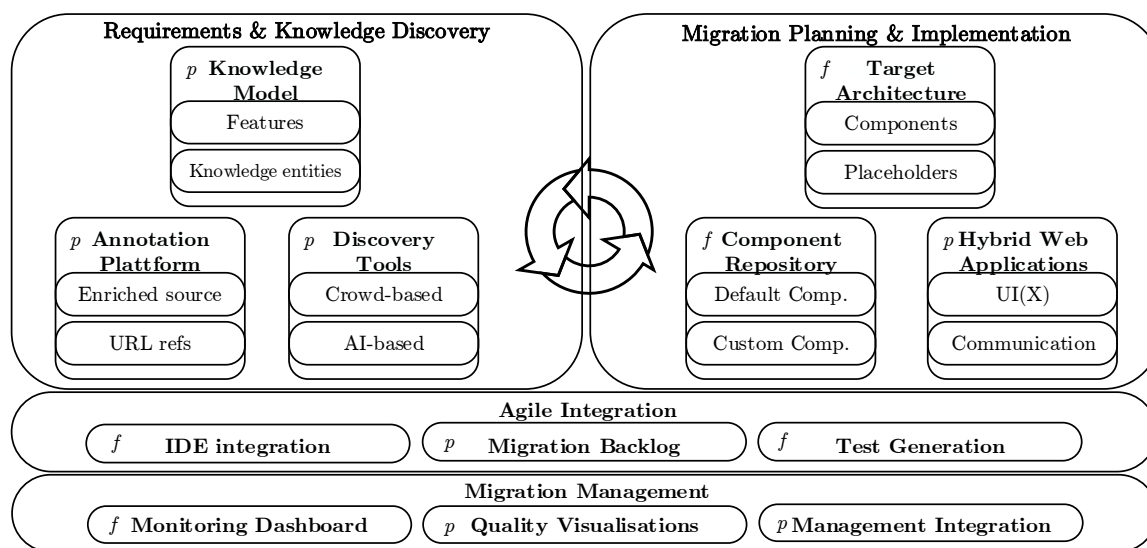 Requirements & Knowledge Discovery
p Knowledge
Model
Features
Knowledge entities
p Annotation
Plattform
Enriched source
URL refs
p Discovery
Tools
Crowd-based
AI-based
Migration Planning & Implementation
f Target
Architecture
Components
Placeholders
f Component
Repository
Default Comp.
Custom Comp.
p Hybrid Web
Applications
UI(X)
Communication
Agile Integration
f IDE integration
p Migration Backlog
f Test Generation
Migration Management
f Monitoring Dashboard
p Quality Visualisations
p Management Integration